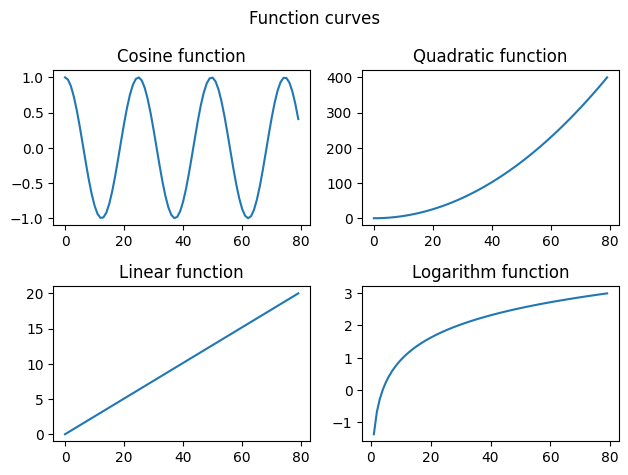 Function curves
Cosine function
1.0
0.5
0.0
−0.5
−1.0
0 20 40 60 80
Quadratic function
400
300
200
100
0
0 20 40 60 80
Linear function
20
15
10
5
0
0 20 40 60 80
Logarithm function
3
2
1
0
−1
0 20 40 60 80